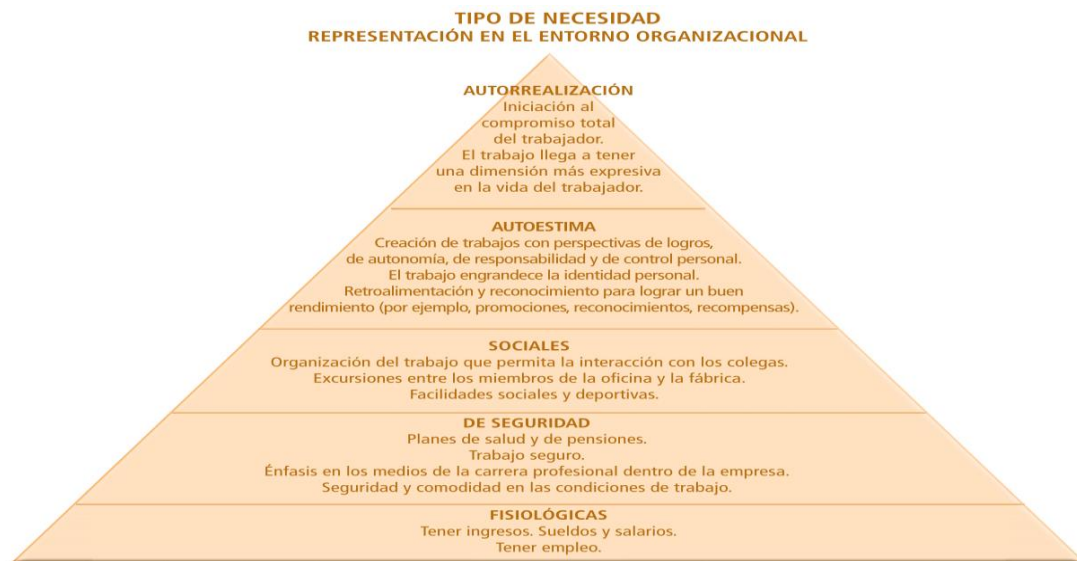 TIPO DE NECESIDAD
REPRESENTACIÓN EN EL ENTORNO ORGANIZACIONAL
AUTORREALIZACIÓN
Iniciación al
compromiso total
del trabajador.
El trabajo llega a tener
una dimensión más expresiva
en la vida del trabajador.
AUTOESTIMA
Creación de trabajos con perspectivas de logros,
de autonomía, de responsabilidad y de control personal.
El trabajo engrandece la identidad personal.
Retroalimentación y reconocimiento para lograr un buen
rendimiento (por ejemplo, promociones, reconocimientos, recompensas).
SOCIALES
Organización del trabajo que permita la interacción con los colegas.
Excursiones entre los miembros de la oficina y la fábrica.
Facilidades sociales y deportivas.
DE SEGURIDAD
Planes de salud y de pensiones.
Trabajo seguro.
Énfasis en los medios de la carrera profesional dentro de la empresa.
Seguridad y comodidad en las condiciones de trabajo.
FISIOLÓGICAS
Tener ingresos. Sueldos y salarios.
Tener empleo.